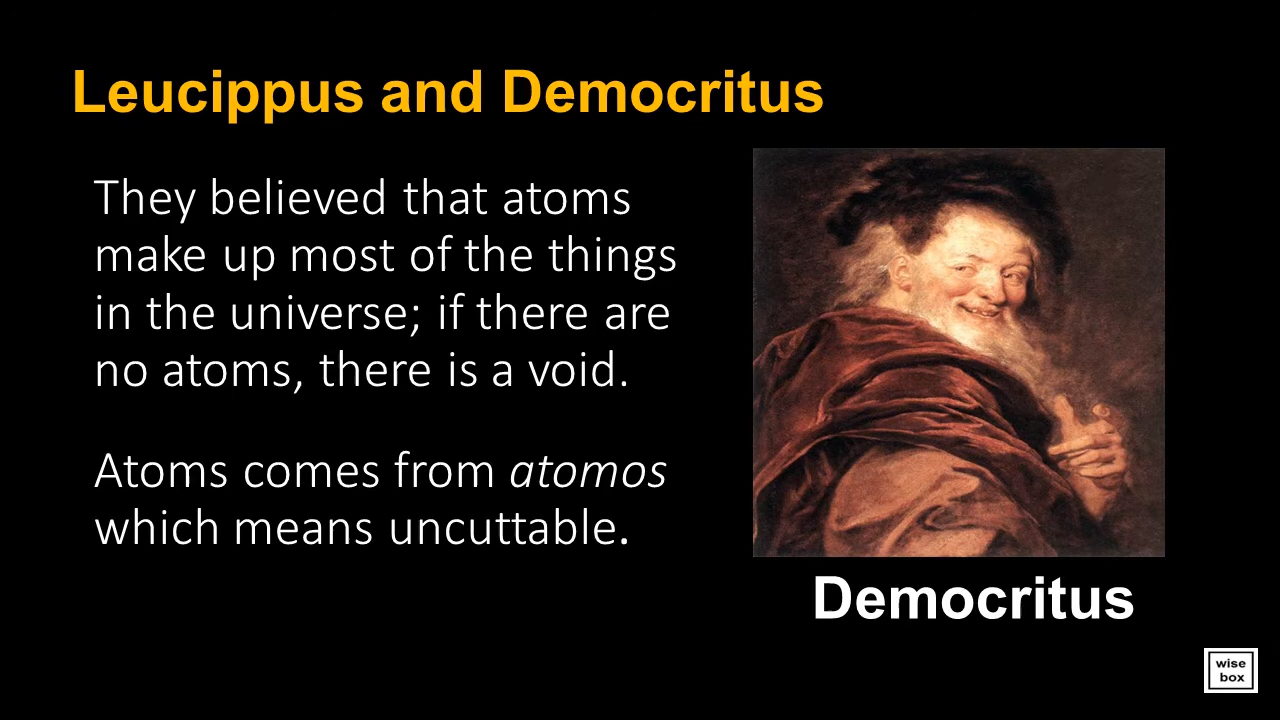 Leucippus and Democritus
They believed that atoms
make up most of the things
in the universe; if there are
no atoms, there is a void.
Atoms comes from atomos
which means uncuttable.
Democritus
wise
box